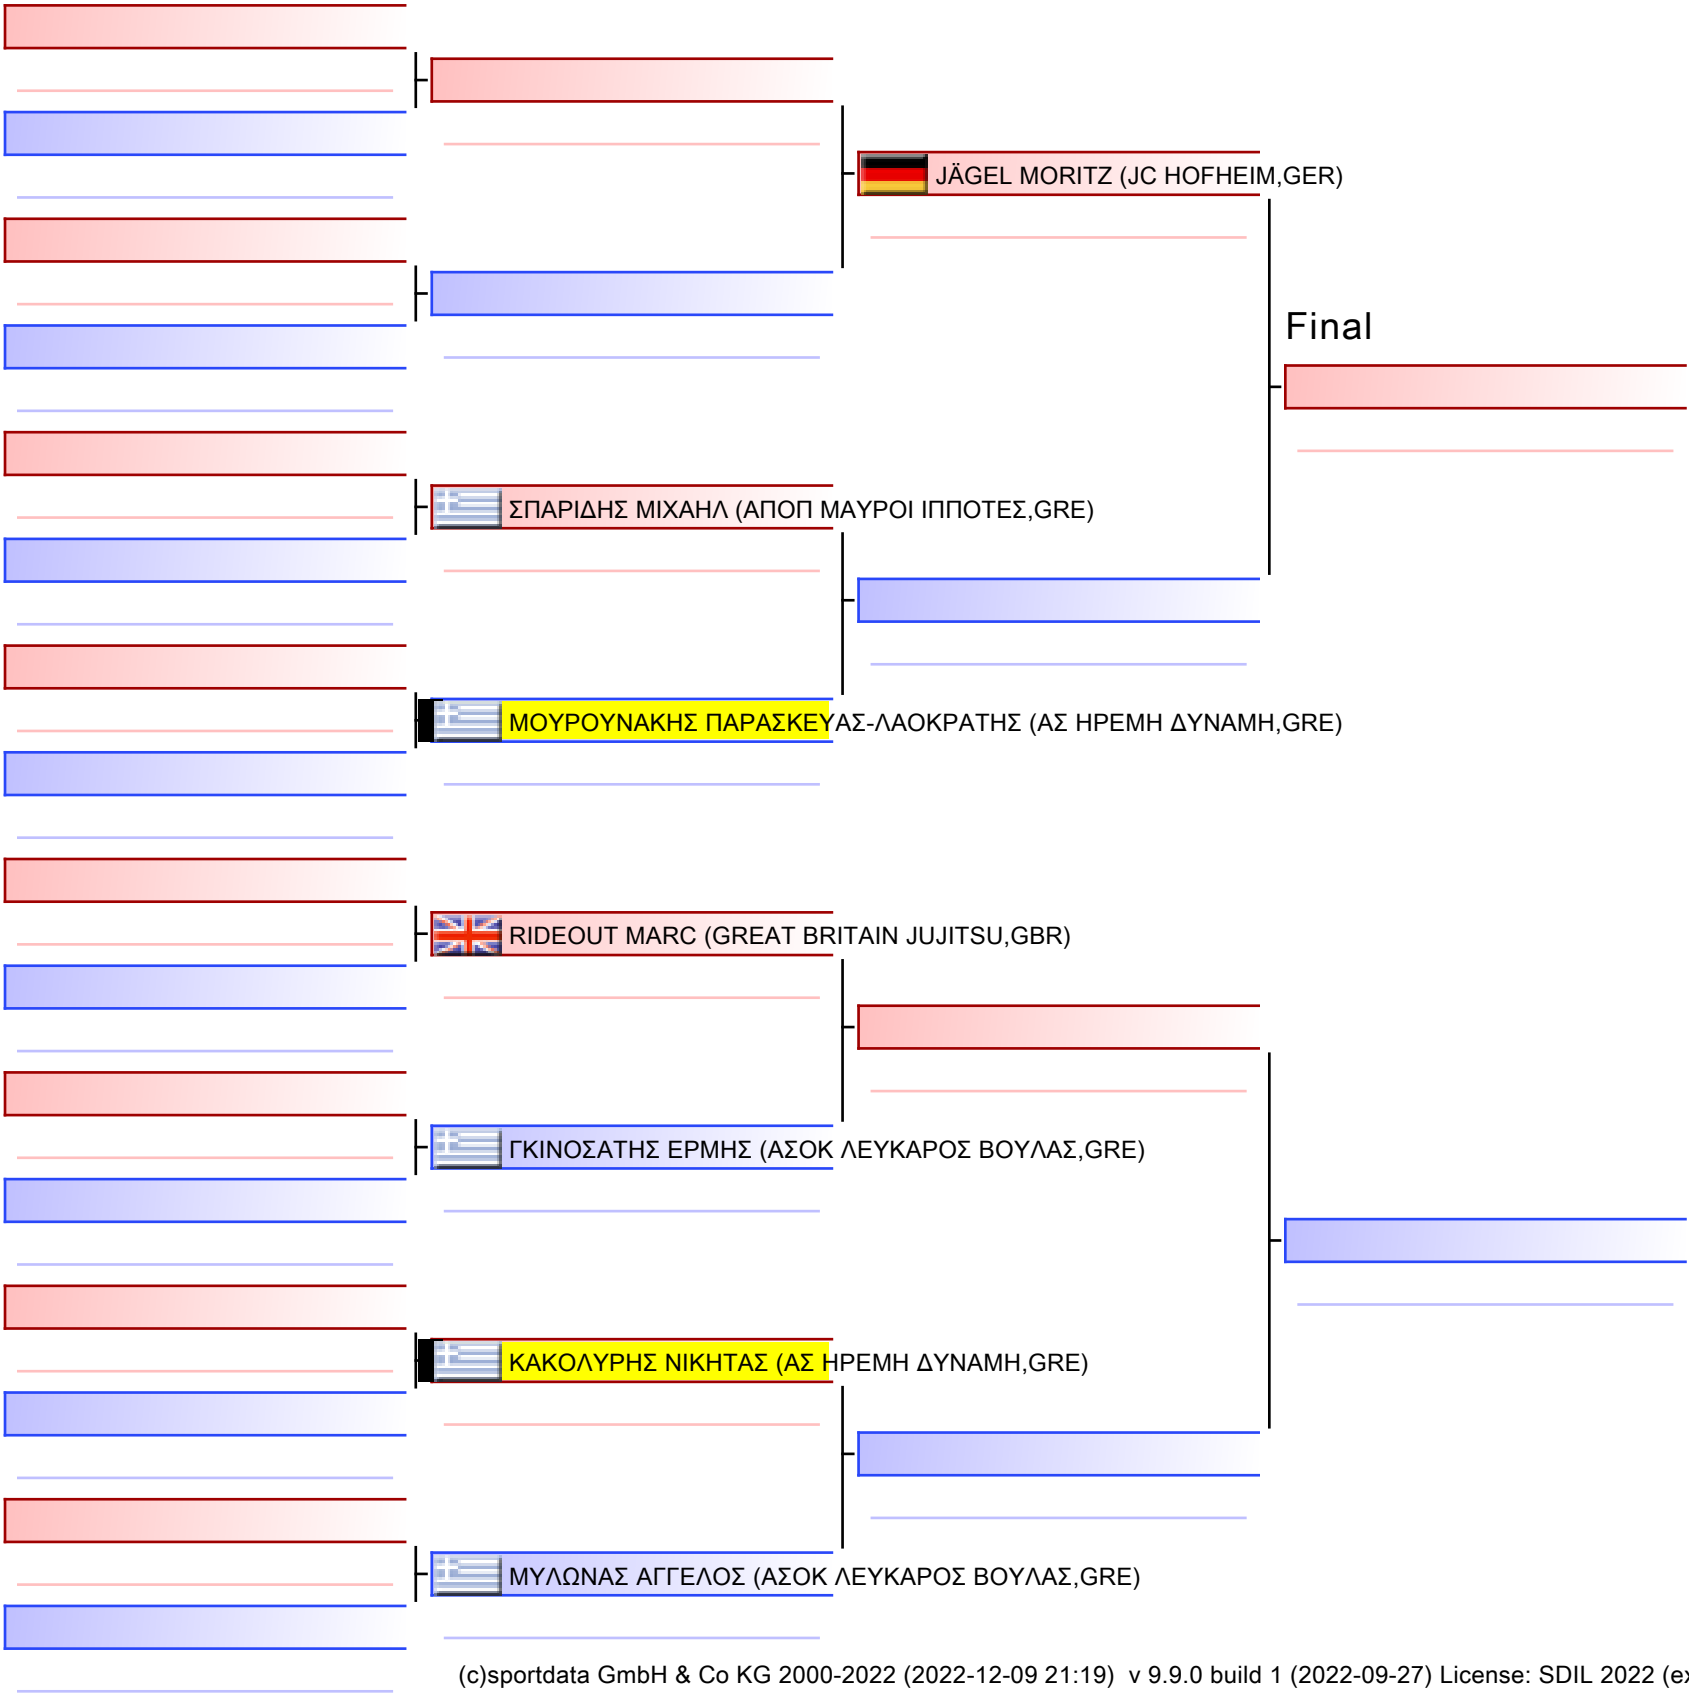 JÄGEL MORITZ (JC HOFHEIM,GER)
Final
ΣΠΑΡΙΔΗΣ ΜΙΧΑΗΛ (ΑΠΟΠ ΜΑΥΡΟΙ ΙΠΠΟΤΕΣ,GRE)
ΜΟΥΡΟΥΝΑΚΗΣ ΠΑΡΑΣΚΕΥΑΣ-ΛΑΟΚΡΑΤΗΣ (ΑΣ ΗΡΕΜΗ ΔΥΝΑΜΗ,GRE)
RIDEOUT MARC (GREAT BRITAIN JUJITSU,GBR)
ΓΚΙΝΟΣΑΤΗΣ ΕΡΜΗΣ (ΑΣΟΚ ΛΕΥΚΑΡΟΣ ΒΟΥΛΑΣ,GRE)
ΚΑΚΟΛΥΡΗΣ ΝΙΚΗΤΑΣ (ΑΣ ΗΡΕΜΗ ΔΥΝΑΜΗ,GRE)
ΜΥΛΩΝΑΣ ΑΓΓΕΛΟΣ (ΑΣΟΚ ΛΕΥΚΑΡΟΣ ΒΟΥΛΑΣ,GRE)
(c)sportdata GmbH & Co KG 2000-2022 (2022-12-09 21:19) v 9.9.0 build 1 (2022-09-27) License: SDIL 2022 (ex